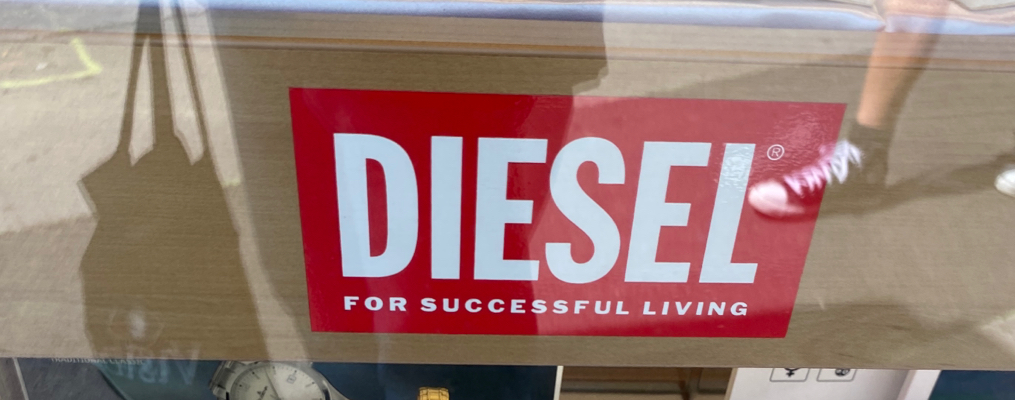 DIESEL®
FOR SUCCESSFUL LIVING